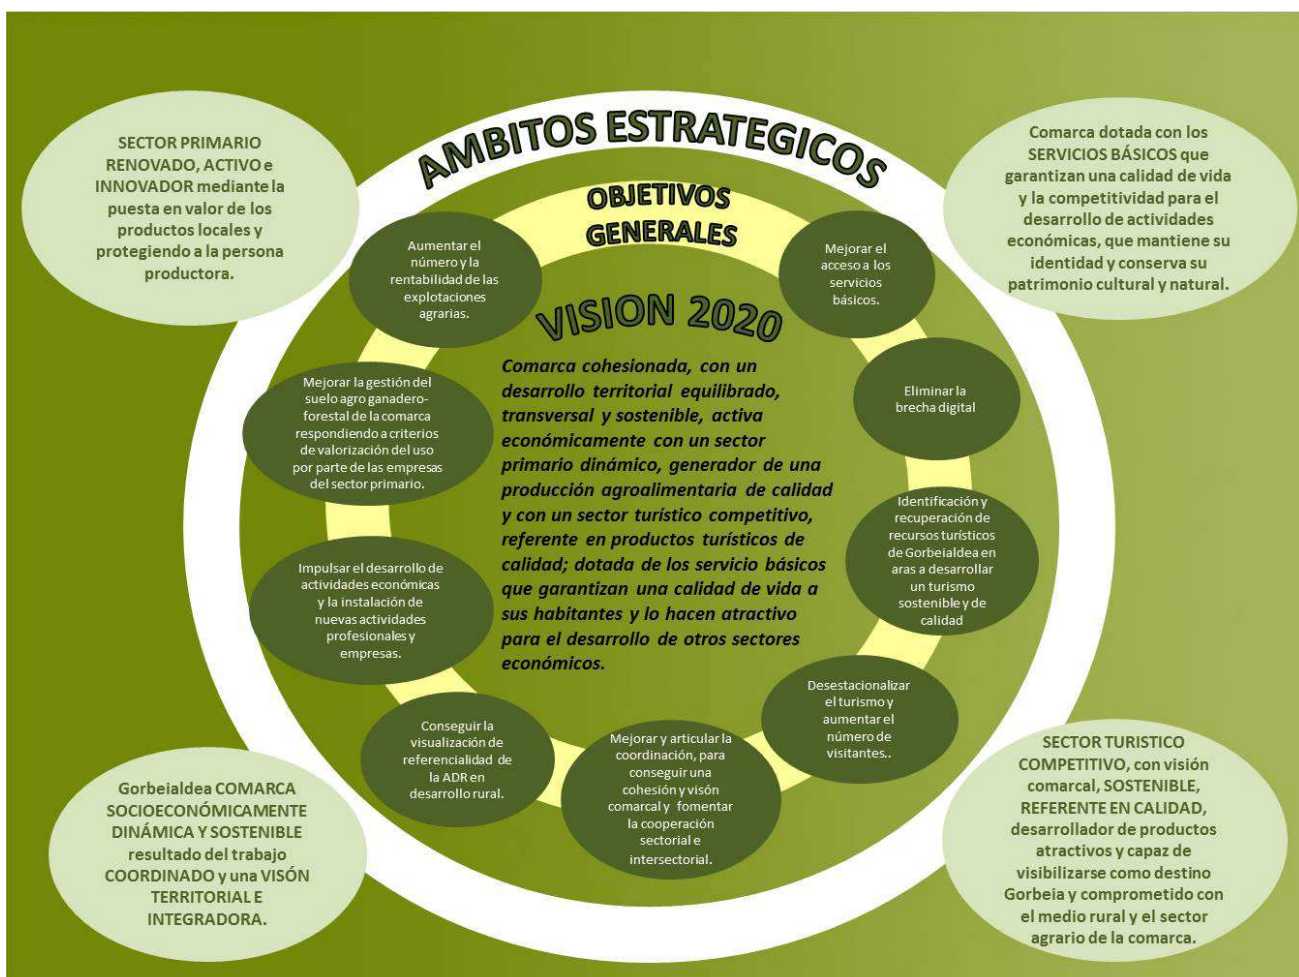 AMBITOS ESTRATEGICOS
OBJETIVOS
GENERALES
VISION 2020
Comarca cohesionada, con un
desarrollo territorial equilibrado,
transversal y sostenible, activa
económicamente con un sector
primario dinámico, generador de una
producción agroalimentaria de calidad
y con un sector turístico competitivo,
referente en productos turísticos de
calidad; dotada de los servicio básicos
que garantizan una calidad de vida a
sus habitantes y lo hacen atractivo
para el desarrollo de otros sectores
económicos.
SECTOR PRIMARIO
RENOVADO, ACTIVO e
INNOVADOR mediante la
puesta en valor de los
productos locales y
protegiendo a la persona
productora.
Comarca dotada con los
SERVICIOS BÁSICOS que
garantizan una calidad de vida
y la competitividad para el
desarrollo de actividades
económicas, que mantiene su
identidad y conserva su
patrimonio cultural y natural.
Aumentar el
número y la
rentabilidad de las
explotaciones
agrarias.
Mejorar el
acceso a los
servicios
básicos.
Mejorar la gestión del
suelo agro ganadero-
forestal de la comarca
respondiendo a criterios
de valorización del uso
por parte de las empresas
del sector primario.
Eliminar la
brecha digital
Identificación y
recuperación de
recursos turísticos
de Gorbeialdea en
aras a desarrollar
un turismo
sostenible y de
calidad
Impulsar el desarrollo de
actividades económicas
y la instalación de
nuevas actividades
profesionales y
empresas.
Desestacionalizar
el turismo y
aumentar el
número de
visitantes..
Conseguir la
visualización de
referencialidad de
la ADR en
desarrollo rural.
Mejorar y articular la
coordinación, para
conseguir una
cohesión y visón
comarcal y fomentar
la cooperación
sectorial e
intersectorial.
Gorbeialdea COMARCA
SOCIOECONÓMICAMENTE
DINÁMICA Y SOSTENIBLE
resultado del trabajo
COORDINADO y una VISÓN
TERRITORIAL E
INTEGRADORA.
SECTOR TURISTICO
COMPETITIVO, con visión
comarcal, SOSTENIBLE,
REFERENTE EN CALIDAD,
desarrollador de productos
atractivos y capaz de
visibilizarse como destino
Gorbeia y comprometido con
el medio rural y el sector
agrario de la comarca.